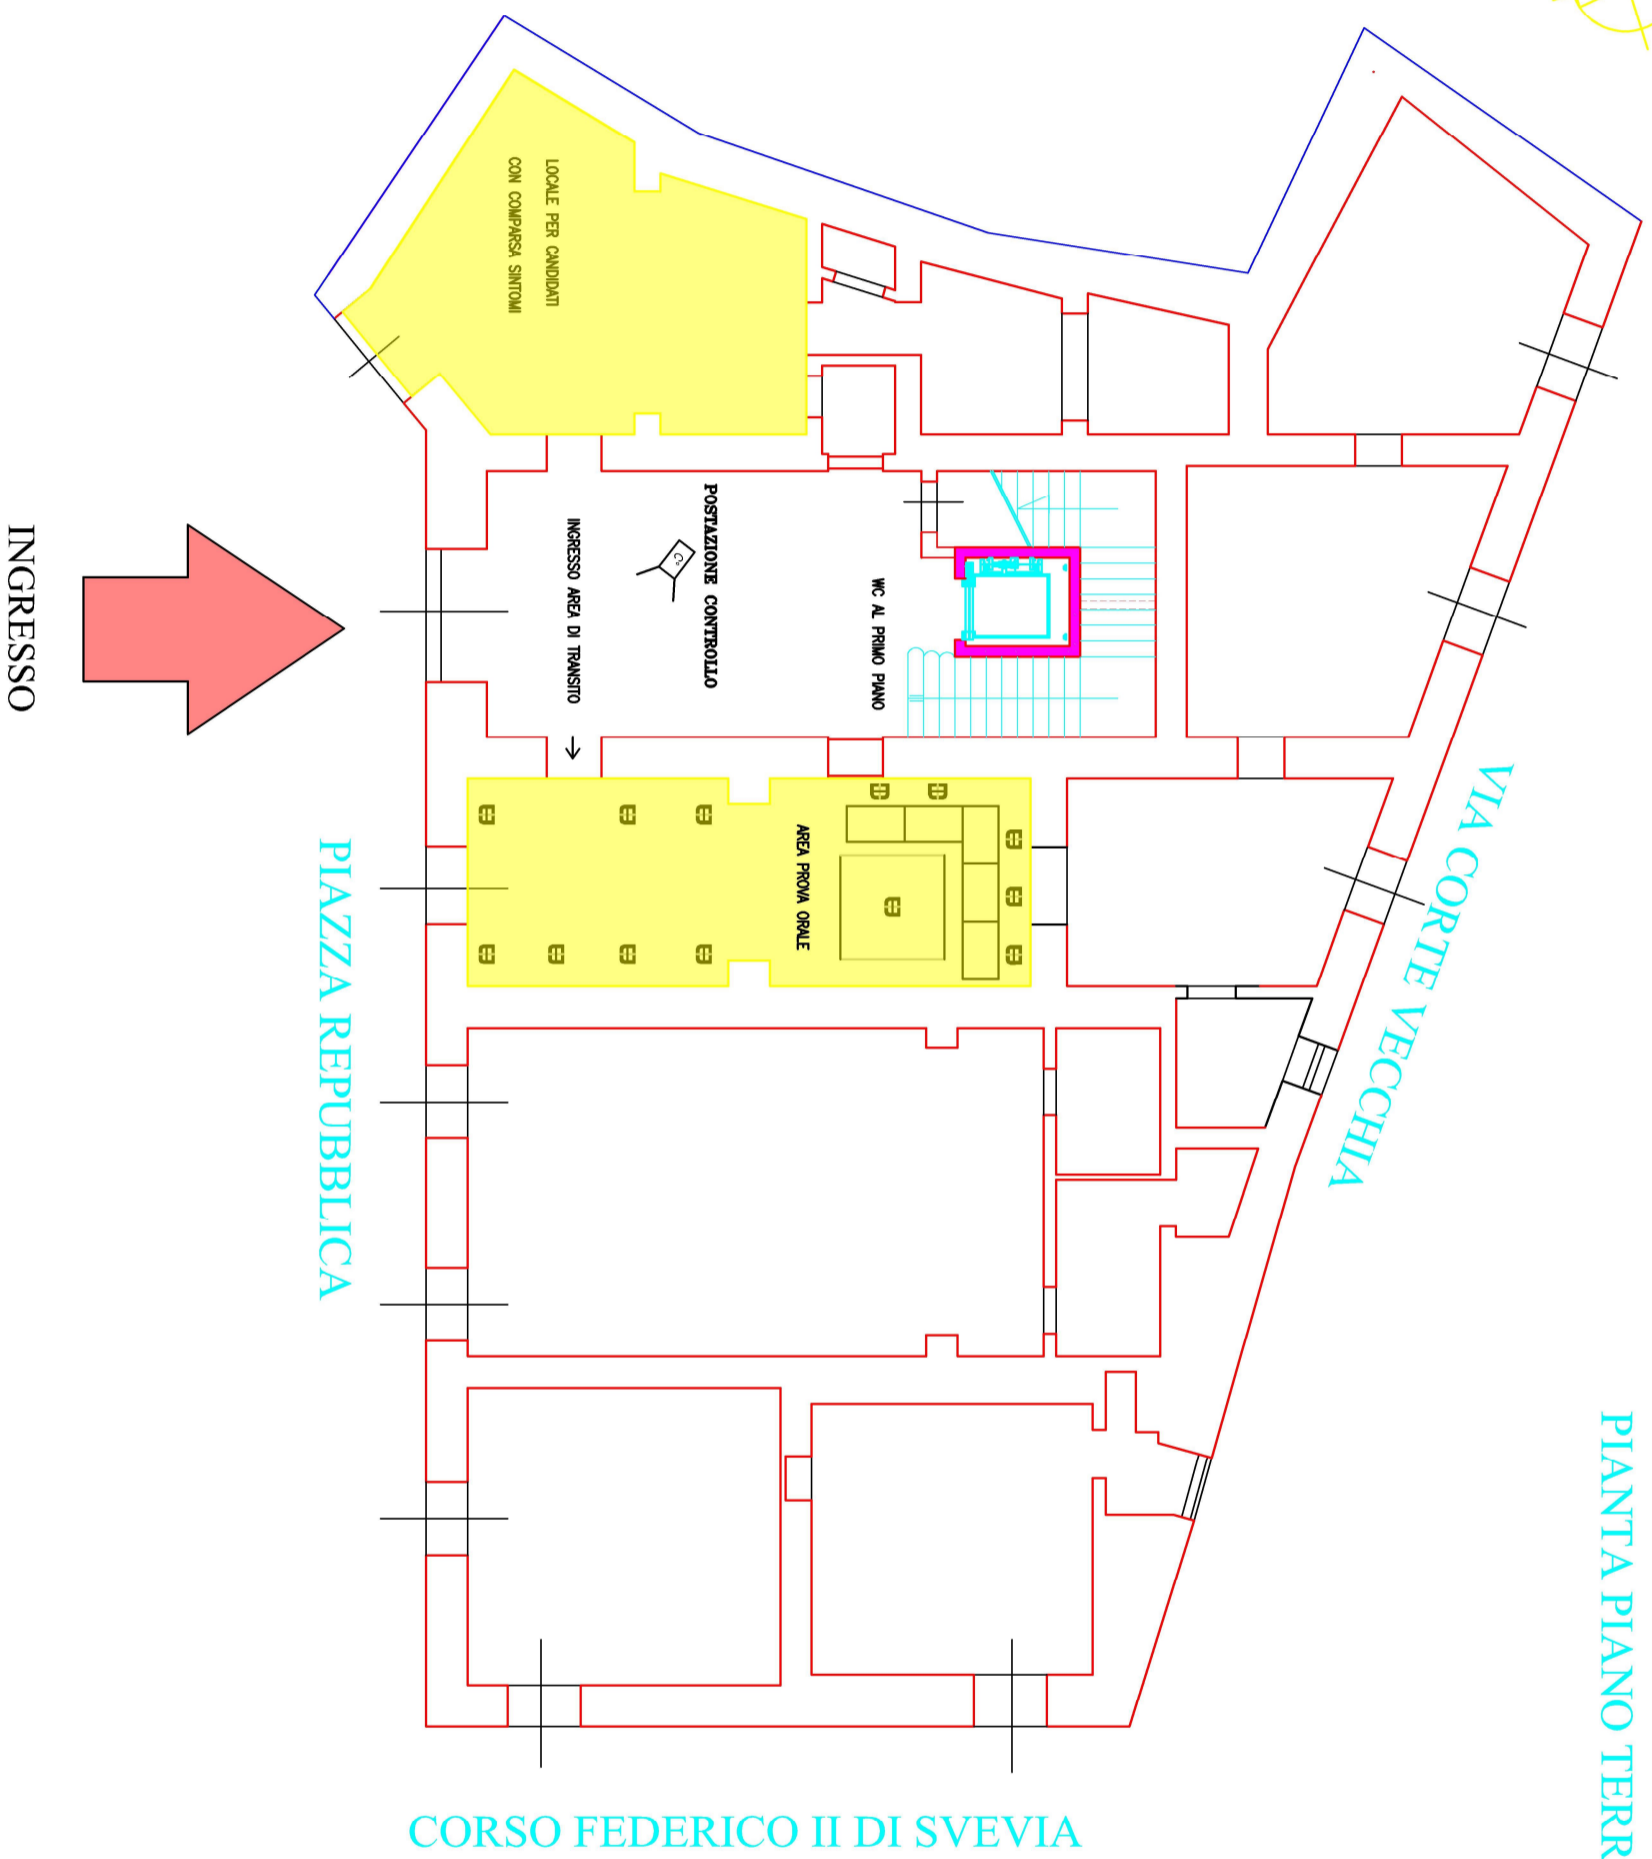 PIANTA PIANO TERR
VIA CORTE VECCHIA
LOCALE PER CANDIDATI
CON COMPARSA SINTOMI
WC AL PRIMO PIANO
POSTAZIONE CONTROLLO
C°
INGRESSO AREA DI TRANSITO
AREA PROVA ORALE
PIAZZA REPUBBLICA
INGRESSO
CORSO FEDERICO II DI SVEVIA